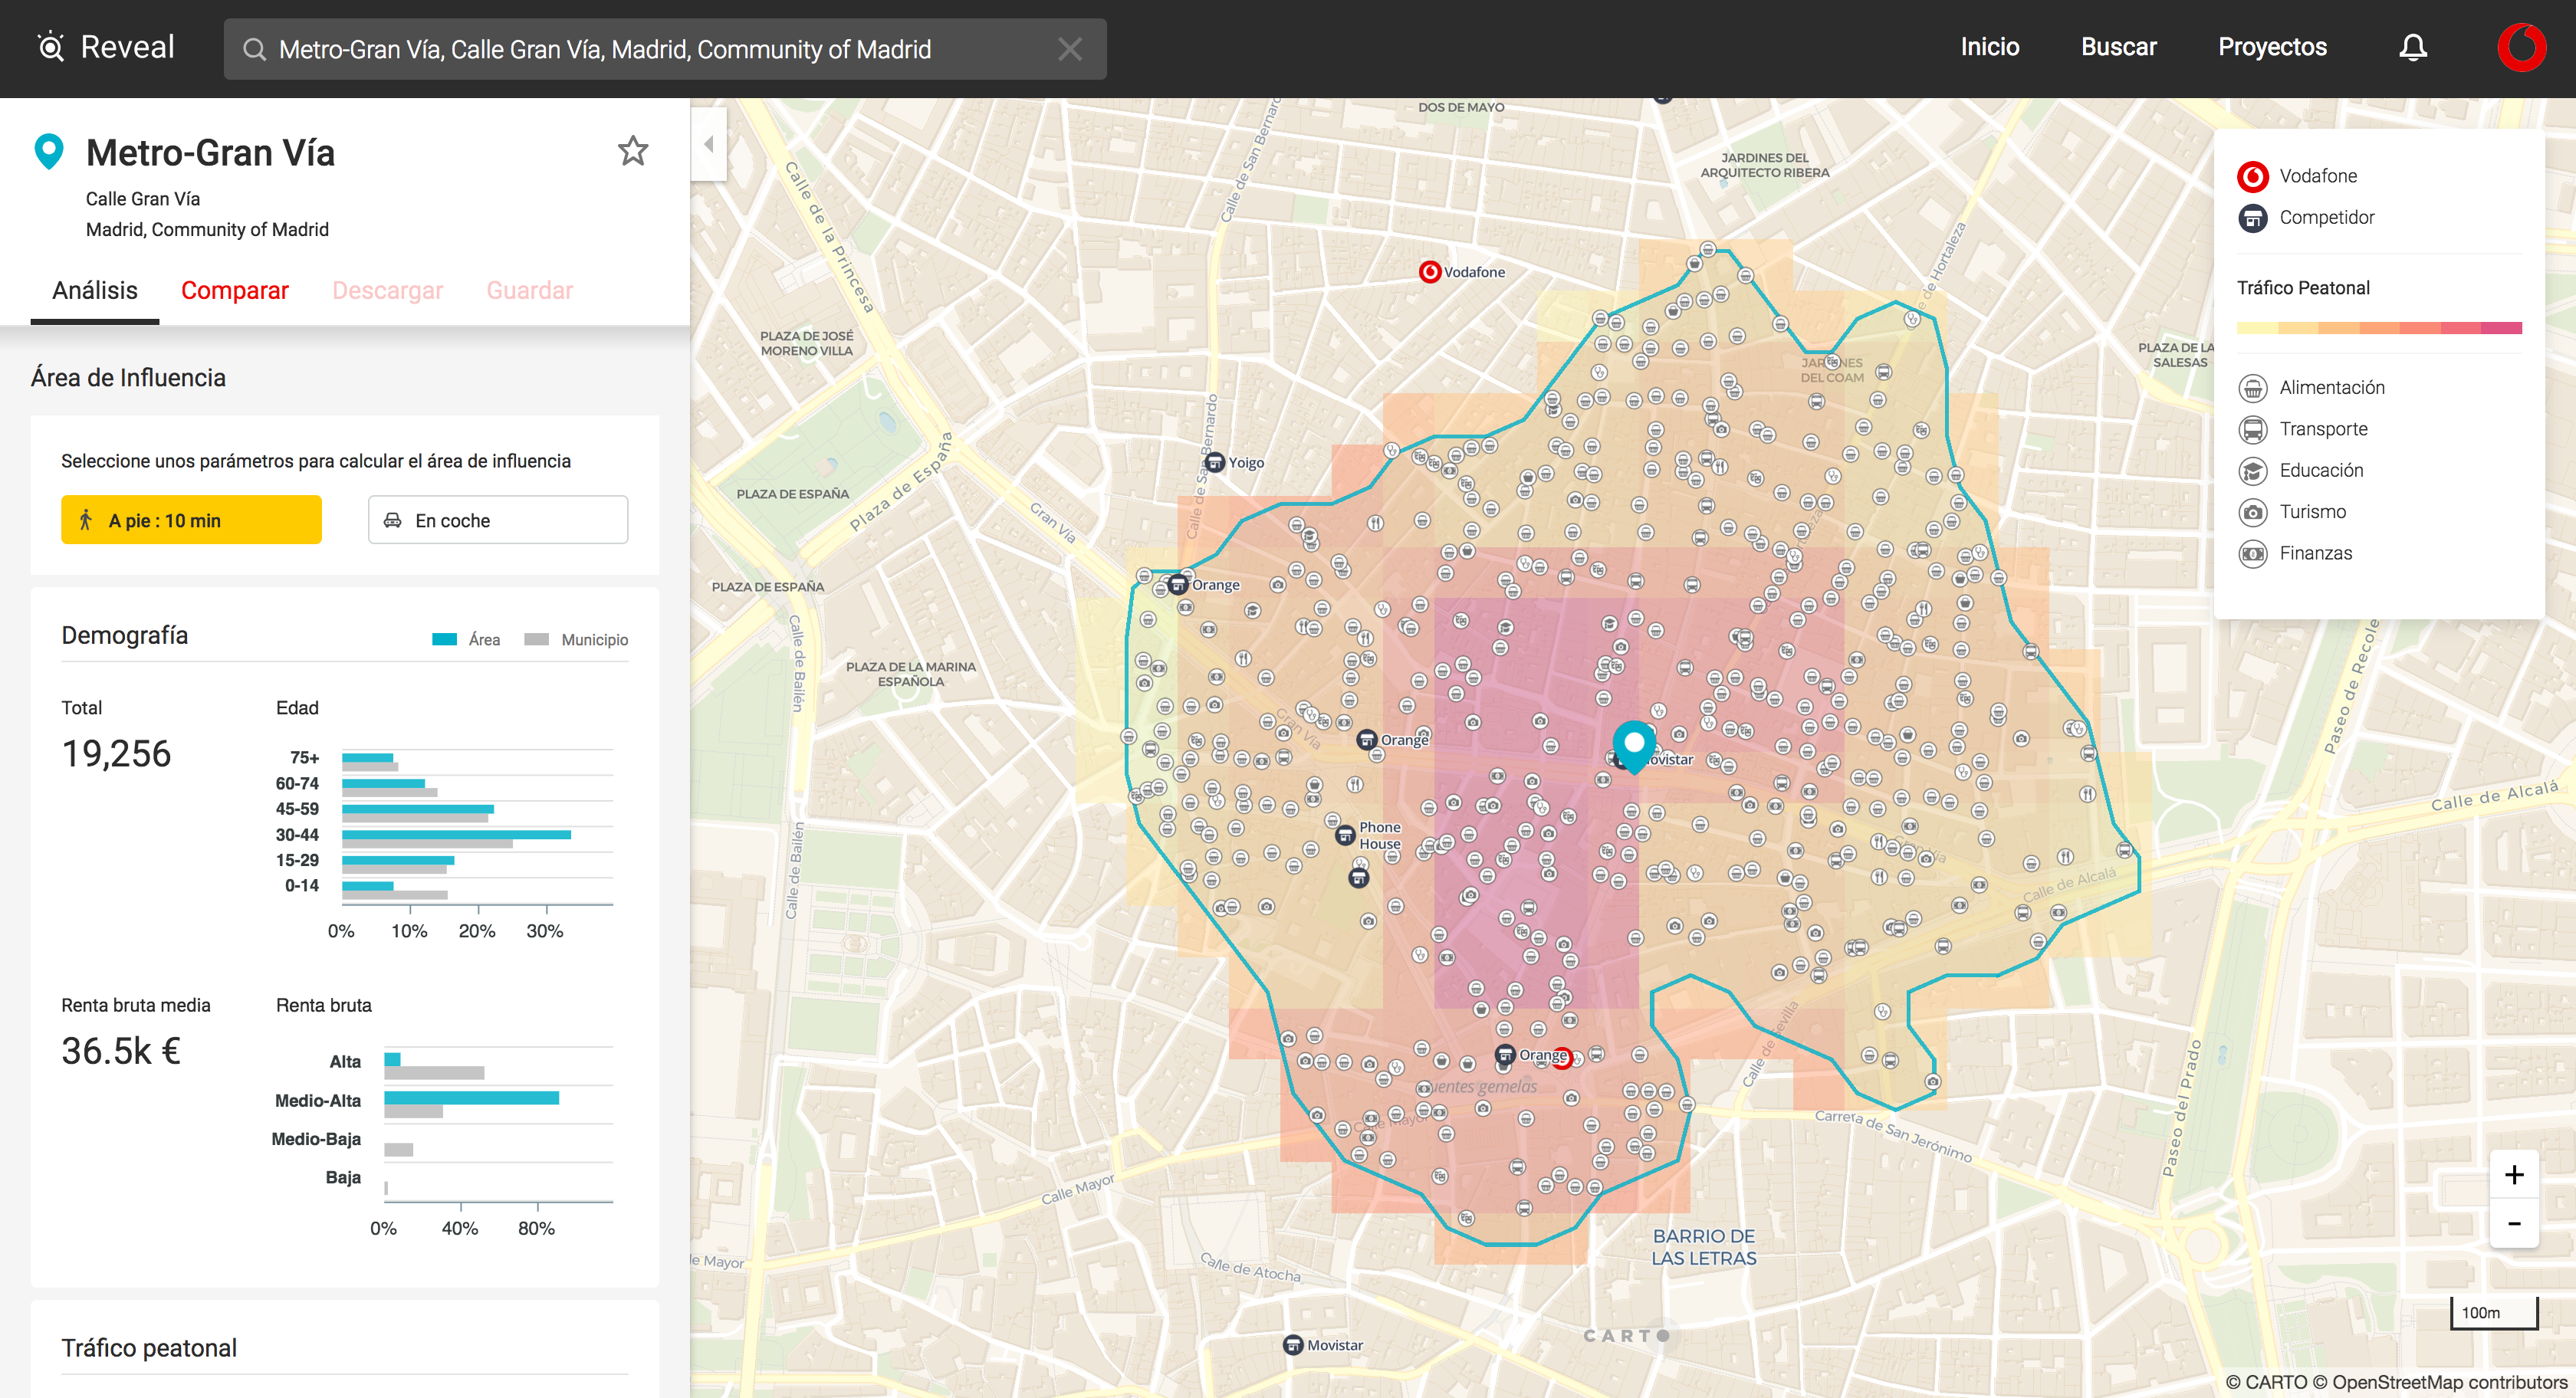 Reveal
Metro-Gran Vía, Calle Gran Vía, Madrid, Community of Madrid
Inicio
Buscar
Proyectos
Metro-Gran Vía
Calle Gran Vía
Madrid, Community of Madrid
Análisis
Comparar
Descargar
Guardar
Área de Influencia
Seleccione unos parámetros para calcular el área de influencia
A pie : 10 min
En coche
Demografía
Área
Municipio
Total
19,256
Edad
75+
60-74
45-59
30-44
15-29
0-14
0%
10%
20%
30%
Renta bruta media
36.5k €
Renta bruta
Alta
Medio-Alta
Medio-Baja
Baja
0%
40%
80%
Tráfico peatonal
DOS DE MAYO
JARDINES DEL
ARQUITECTO RIBERA
Calle de San Bernardo
Calle de la Princesa
Vodafone
PLAZA DE JOSÉ
MORENO VILLA
JARDINES
DEL COAM
PLAZA DE LA
SALESAS
Yoigo
PLAZA DE ESPAÑA
Plaza de España
Gran Vía
PLAZA DE ESPAÑA
Orange
Calle de Bailén
PLAZA DE LA MARINA
ESPAÑOLA
Gran Vía
Orange
Phone
House
Calle de Bailén
Calle de Alcalá
Calle de Alcalá
Orange
Calle de Sevilla
Calle Mayor
Carrera de San Jerónimo
Paseo del Prado
Calle Mayor
Calle de Atocha
BARRIO DE
LAS LETRAS
Movistar
CARTO
Vodafone
Competidor
Tráfico Peatonal
Alimentación
Transporte
Educación
Turismo
Finanzas
+
-
100m
© CARTO © OpenStreetMap contributors